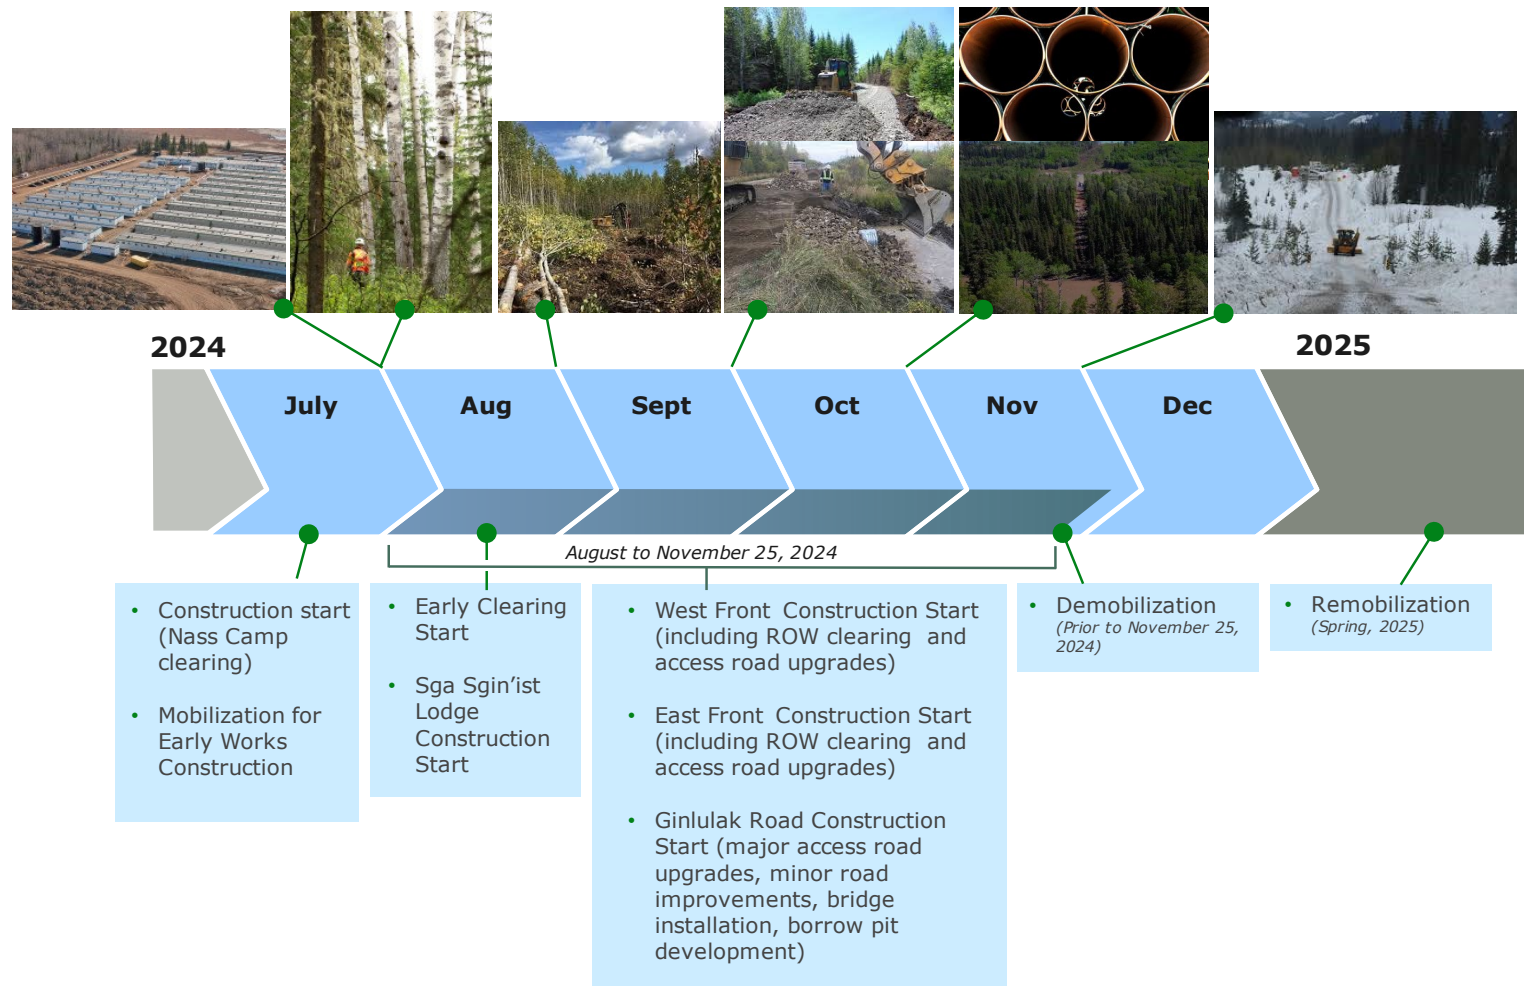 2024
2025
July
Aug
Sept
Oct
Nov
Dec
August to November 25, 2024
• Construction start
(Nass Camp
clearing)
• Mobilization for
Early Works
Construction
• Early Clearing
Start
• Sga Sgin’ist
Lodge
Construction
Start
• West Front Construction Start
(including ROW clearing and
access road upgrades)
• East Front Construction Start
(including ROW clearing and
access road upgrades)
• Ginlulak Road Construction
Start (major access road
upgrades, minor road
improvements, bridge
installation, borrow pit
development)
• Demobilization
(Prior to November 25,
2024)
• Remobilization
(Spring, 2025)